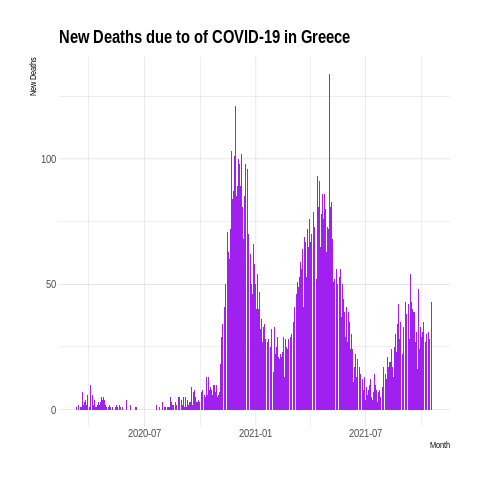 New Deaths due to of COVID-19 in Greece
New Deaths
100
50
0
2020-07 2021-01 2021-07
Month